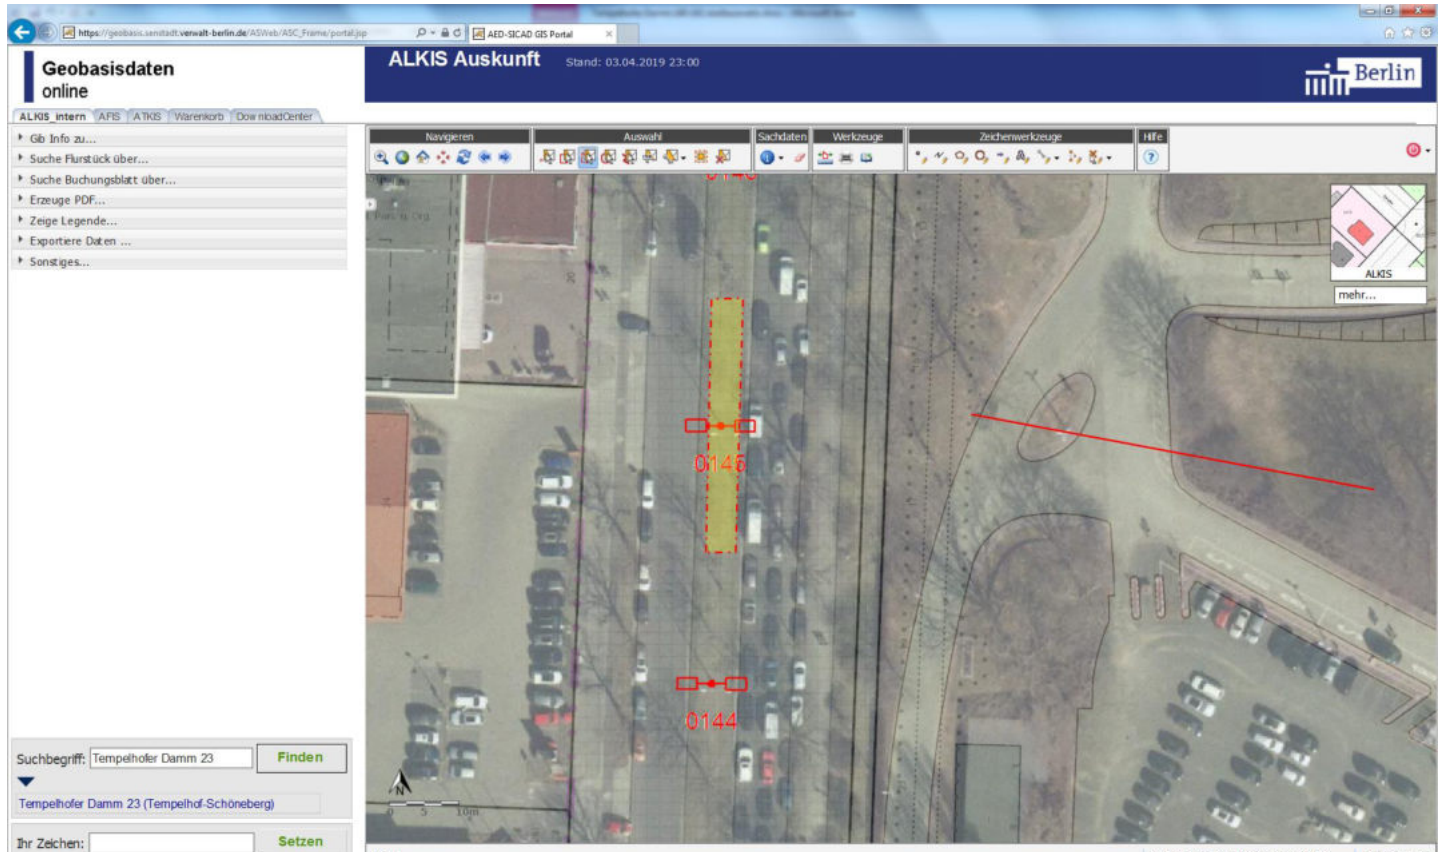 https://geobasis.senstadt.verwalt-berlin.de/ASWeb/ASC_Frame/portal.jsp
AED-SICAD GIS Portal
Geobasisdaten
online
ALKIS Auskunft
Stand: 03.04.2019 23:00
Berlin
ALKIS_intern
AFIS
ATKIS
Warenkorb
DownloadCenter
Gib Info zu...
Suche Flurstück über...
Suche Buchungsblatt über...
Erzeuge PDF...
Zeige Legende...
Exportiere Daten ...
Sonstiges...
Navigieren
Auswahl
Sachdaten
Werkzeuge
Zeichenwerkzeuge
Hilfe
ALKIS
mehr...
0145
0144
N
0 5 10m
Suchbegriff:
Tempelhofer Damm 23
Finden
Tempelhofer Damm 23 (Tempelhof-Schöneberg)
Ihr Zeichen:
Setzen